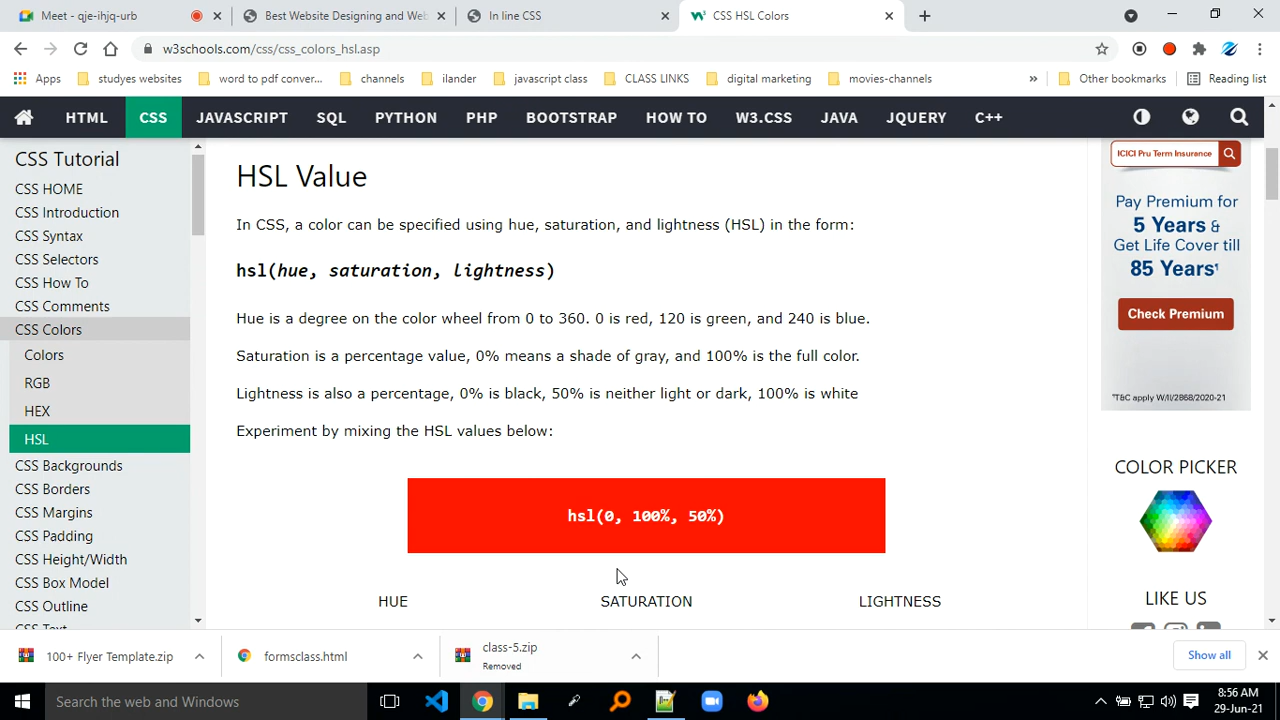 Meet - qje-ihjq-urb
Best Website Designing and Web
In line CSS
CSS HSL Colors
w3schools.com/css/css_colors_hsl.asp
Apps
studyes websites
word to pdf conver...
channels
ilander
javascript class
CLASS LINKS
digital marketing
movies-channels
»
Other bookmarks
Reading list
HTML
CSS
JAVASCRIPT
SQL
PYTHON
PHP
BOOTSTRAP
HOW TO
W3.CSS
JAVA
JQUERY
C++
CSS Tutorial
CSS HOME
CSS Introduction
CSS Syntax
CSS Selectors
CSS How To
CSS Comments
CSS Colors
Colors
RGB
HEX
HSL
CSS Backgrounds
CSS Borders
CSS Margins
CSS Padding
CSS Height/Width
CSS Box Model
CSS Outline
HSL Value
In CSS, a color can be specified using hue, saturation, and lightness (HSL) in the form:
hsl(hue, saturation, lightness)
Hue is a degree on the color wheel from 0 to 360. 0 is red, 120 is green, and 240 is blue.
Saturation is a percentage value, 0% means a shade of gray, and 100% is the full color.
Lightness is also a percentage, 0% is black, 50% is neither light or dark, 100% is white
Experiment by mixing the HSL values below:
hsl(0, 100%, 50%)
HUE
SATURATION
LIGHTNESS
ICICI Pru Term Insurance
Pay Premium for
5 Years &
Get Life Cover till
85 Years¹
Check Premium
¹T&C apply W/II/2868/2020-21
COLOR PICKER
LIKE US
100+ Flyer Template.zip
formsclass.html
class-5.zip
Removed
Show all
Search the web and Windows
8:56 AM
29-Jun-21